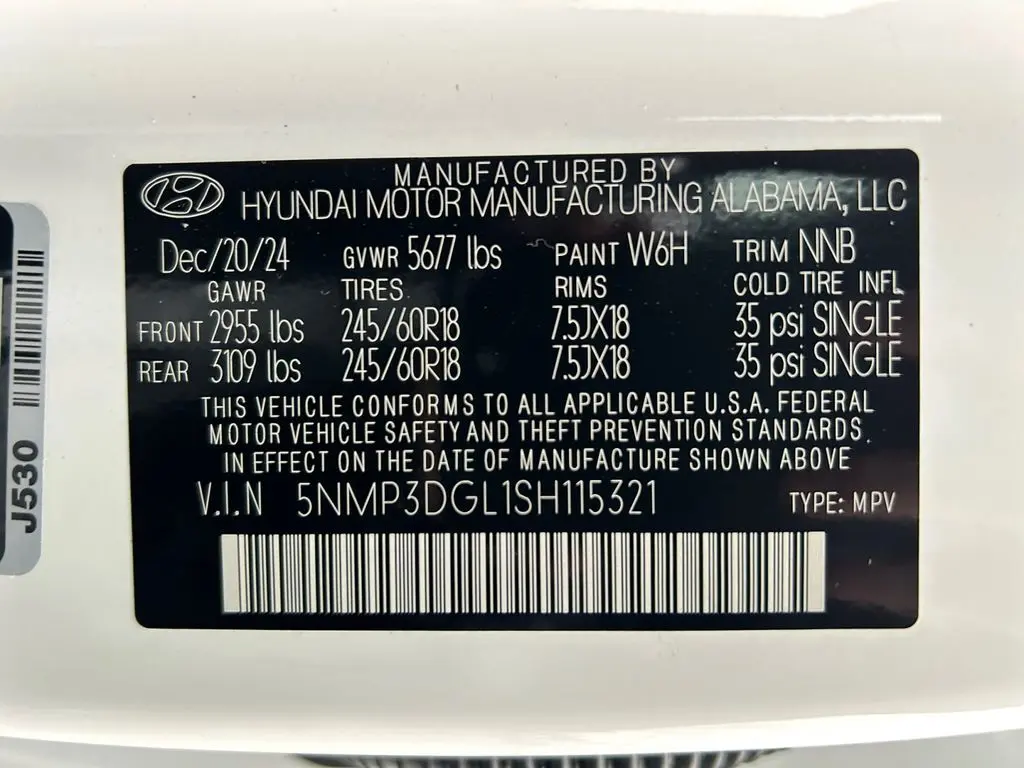 MANUFACTURED BY
HYUNDAI MOTOR MANUFACTURING ALABAMA, LLC
Dec/20/24 GVWR 5677 lbs PAINT W6H TRIM NNB
GAWR TIRES RIMS COLD TIRE INFL
FRONT 2955 lbs 245/60R18 7.5JX18 35 psi SINGLE
REAR 3109 lbs 245/60R18 7.5JX18 35 psi SINGLE
THIS VEHICLE CONFORMS TO ALL APPLICABLE U.S.A. FEDERAL
MOTOR VEHICLE SAFETY AND THEFT PREVENTION STANDARDS
IN EFFECT ON THE DATE OF MANUFACTURE SHOWN ABOVE
V.I.N 5NMP3DGL1SH115321 TYPE: MPV
J530